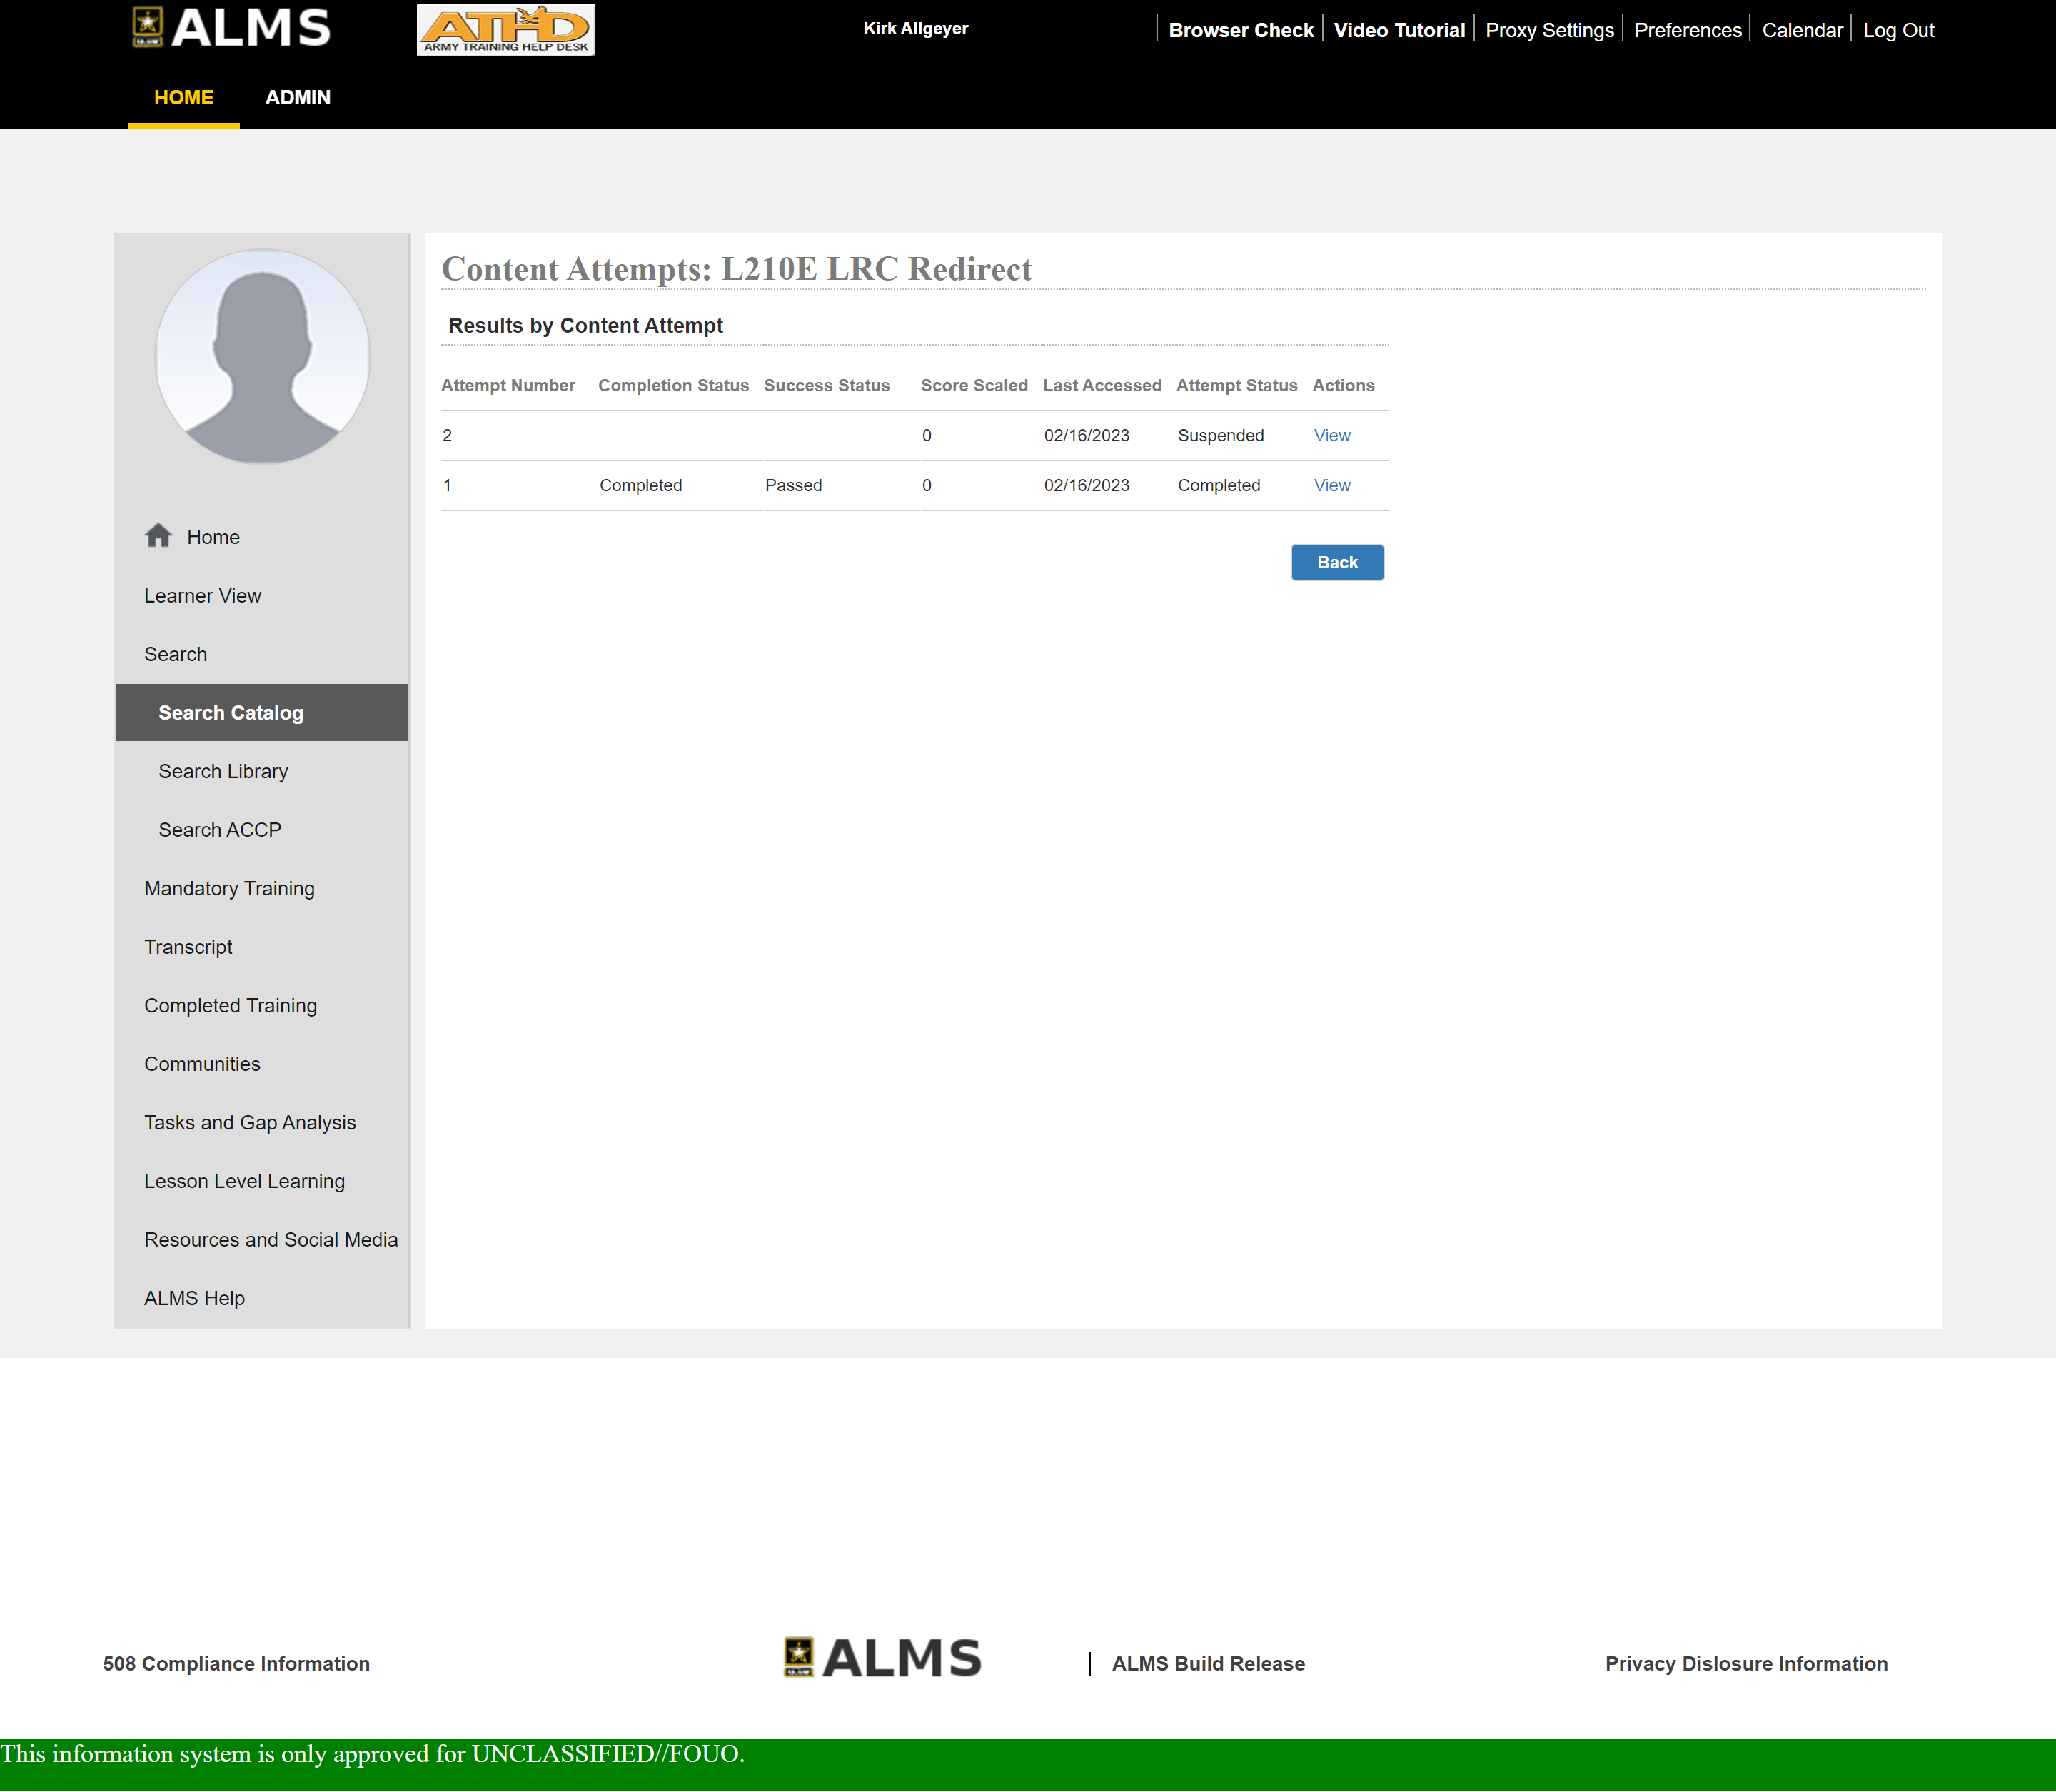 ALMS
ATHD
ARMY TRAINING HELP DESK
Kirk Allgeyer
Browser Check
Video Tutorial
Proxy Settings
Preferences
Calendar
Log Out
HOME
ADMIN
Home
Learner View
Search
Search Catalog
Search Library
Search ACCP
Mandatory Training
Transcript
Completed Training
Communities
Tasks and Gap Analysis
Lesson Level Learning
Resources and Social Media
ALMS Help
Content Attempts: L210E LRC Redirect
Results by Content Attempt
Attempt Number Completion Status Success Status Score Scaled Last Accessed Attempt Status Actions
2 0 02/16/2023 Suspended View
1 Completed Passed 0 02/16/2023 Completed View
Back
508 Compliance Information
ALMS
ALMS Build Release
Privacy Dislosure Information
This information system is only approved for UNCLASSIFIED//FOUO.